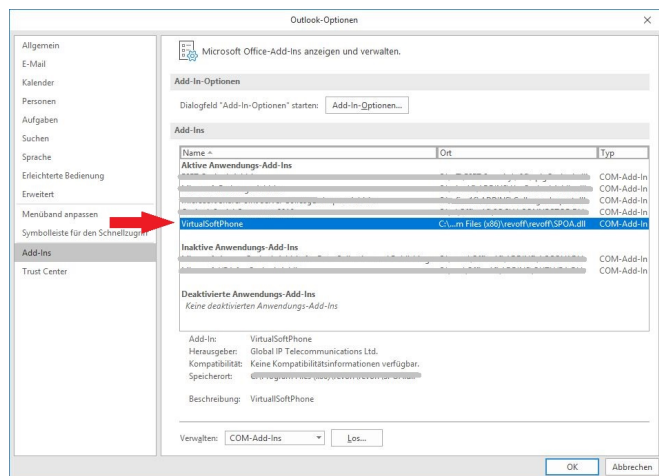 Outlook-Optionen
Allgemein
E-Mail
Kalender
Personen
Aufgaben
Suchen
Sprache
Erleichterte Bedienung
Erweitert
Menüband anpassen
Symbolleiste für den Schnellzugriff
Add-Ins
Trust Center
Microsoft Office-Add-Ins anzeigen und verwalten.
Add-In-Optionen
Dialogfeld "Add-In-Optionen" starten: Add-In-Optionen...
Add-Ins
Name Ort Typ
Aktive Anwendungs-Add-Ins
COM-Add-In
COM-Add-In
COM-Add-In
COM-Add-In
VirtualSoftPhone C:\...m Files (x86)\revoff\revoff\SPOA.dll COM-Add-In
Inaktive Anwendungs-Add-Ins
COM-Add-In
COM-Add-In
Deaktivierte Anwendungs-Add-Ins
Keine deaktivierten Anwendungs-Add-Ins
Add-In: VirtualSoftPhone
Herausgeber: Global IP Telecommunications Ltd.
Kompatibilität: Keine Kompatibilitätsinformationen verfügbar.
Speicherort:
Beschreibung: VirtuallSoftPhone
Verwalten: COM-Add-Ins Los...
OK Abbrechen